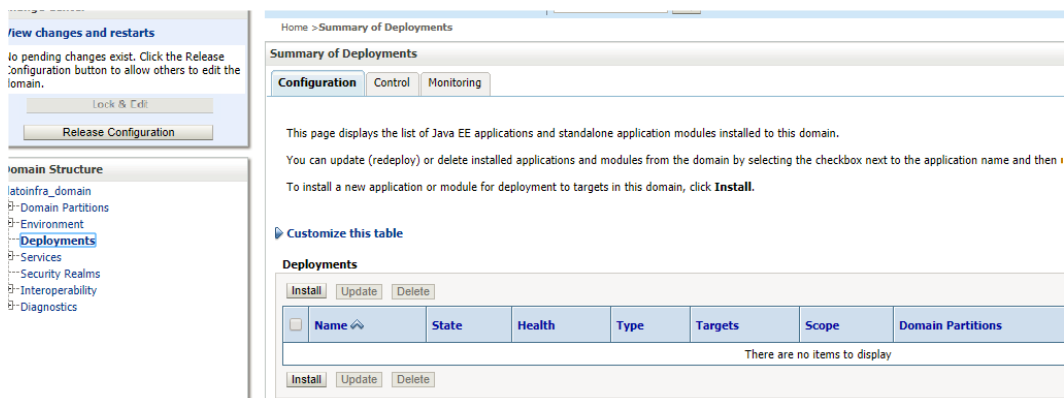 View changes and restarts
No pending changes exist. Click the Release
Configuration button to allow others to edit the
domain.
Lock & Edit
Release Configuration
Domain Structure
latoinfra_domain
Domain Partitions
Environment
Deployments
Services
Security Realms
Interoperability
Diagnostics
Home >Summary of Deployments
Summary of Deployments
Configuration Control Monitoring
This page displays the list of Java EE applications and standalone application modules installed to this domain.
You can update (redeploy) or delete installed applications and modules from the domain by selecting the checkbox next to the application name and then
To install a new application or module for deployment to targets in this domain, click Install.
Customize this table
Deployments
Install Update Delete
Name State Health Type Targets Scope Domain Partitions
There are no items to display
Install Update Delete